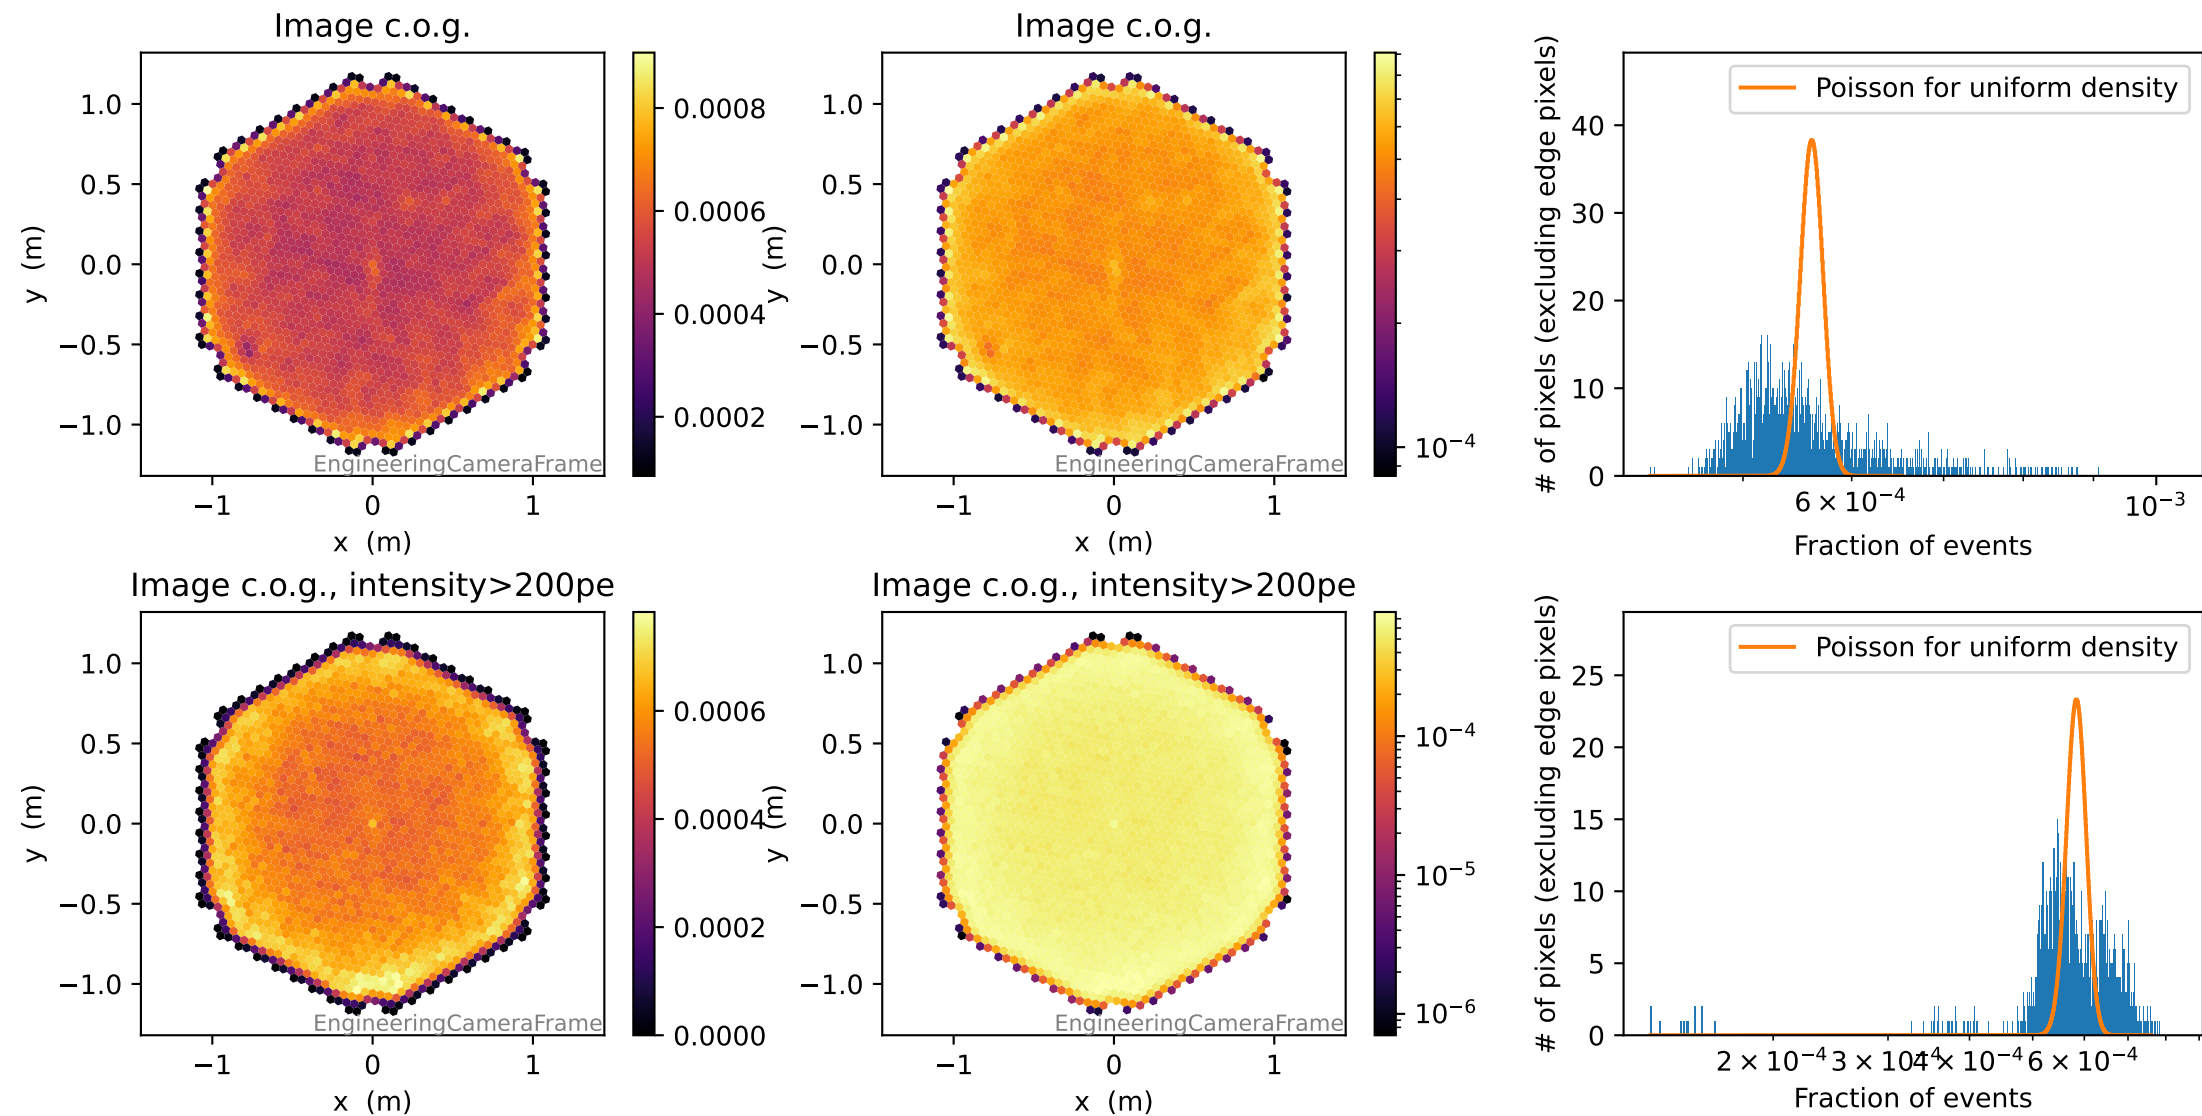 Image c.o.g.
1.0
0.5
0.0
−0.5
−1.0
y (m)
−1
0
1
x (m)
EngineeringCameraFrame
0.0008
0.0006
0.0004
0.0002
Image c.o.g.
1.0
0.5
0.0
−0.5
−1.0
y (m)
−1
0
1
x (m)
EngineeringCameraFrame
10⁻⁴
# of pixels (excluding edge pixels)
40
30
20
10
0
Poisson for uniform density
6 × 10⁻⁴
10⁻³
Fraction of events
Image c.o.g., intensity>200pe
1.0
0.5
0.0
−0.5
−1.0
y (m)
−1
0
1
x (m)
EngineeringCameraFrame
0.0006
0.0004
0.0002
0.0000
Image c.o.g., intensity>200pe
1.0
0.5
0.0
−0.5
−1.0
y (m)
−1
0
1
x (m)
EngineeringCameraFrame
10⁻⁴
10⁻⁵
10⁻⁶
# of pixels (excluding edge pixels)
25
20
15
10
5
0
Poisson for uniform density
2 × 10⁻⁴
3 × 10⁻⁴
4 × 10⁻⁴
6 × 10⁻⁴
Fraction of events